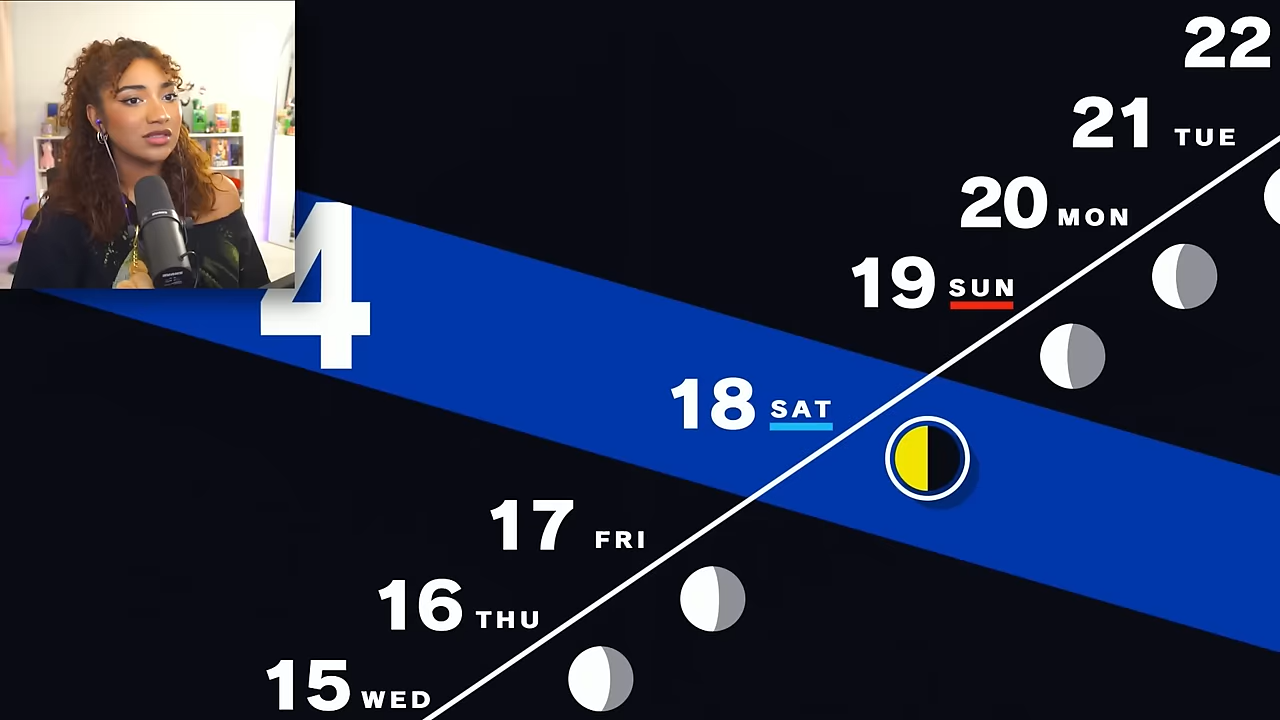 22
21 TUE
20 MON
19 SUN
4
18 SAT
17 FRI
16 THU
15 WED